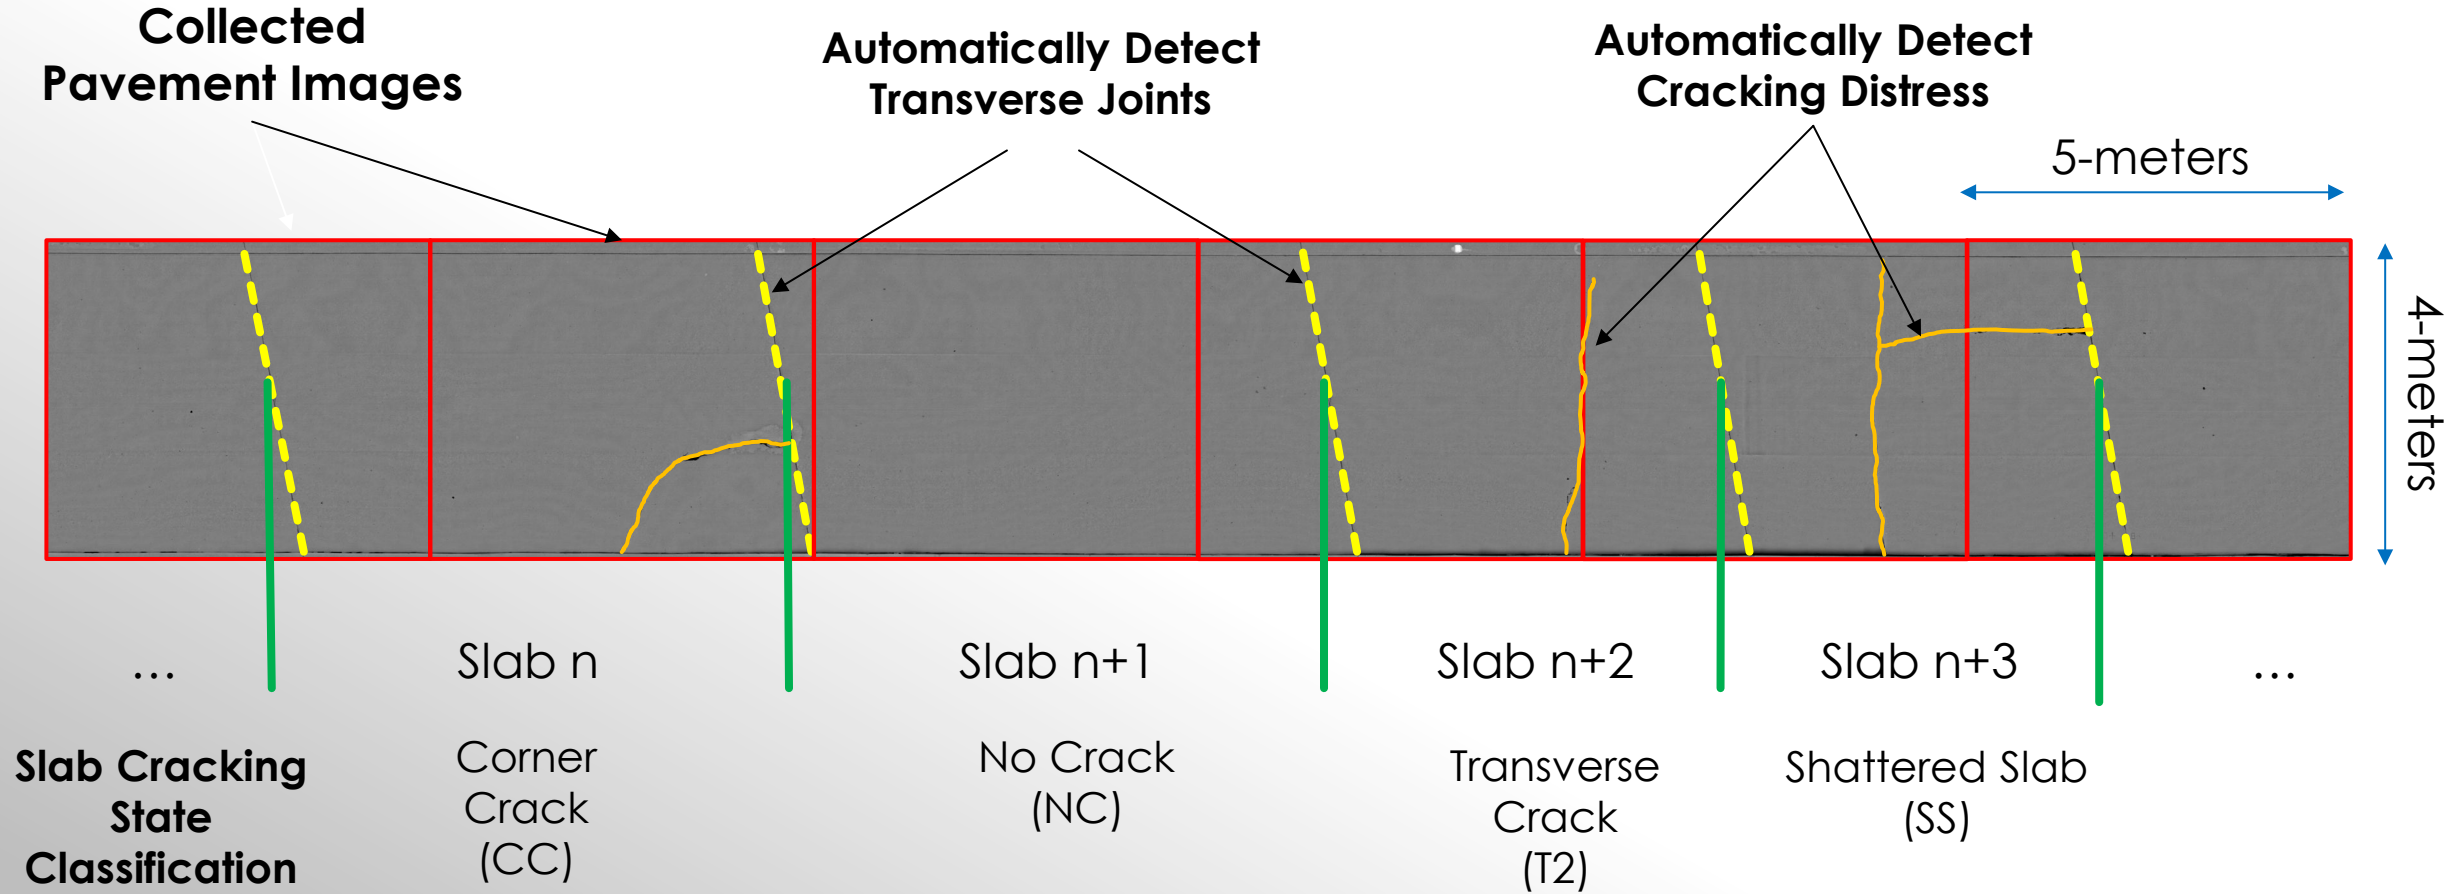 Collected
Pavement Images
Automatically Detect
Transverse Joints
Automatically Detect
Cracking Distress
5-meters
4-meters
...
Slab n
Slab n+1
Slab n+2
Slab n+3
...
Slab Cracking
State
Classification
Corner
Crack
(CC)
No Crack
(NC)
Transverse
Crack
(T2)
Shattered Slab
(SS)